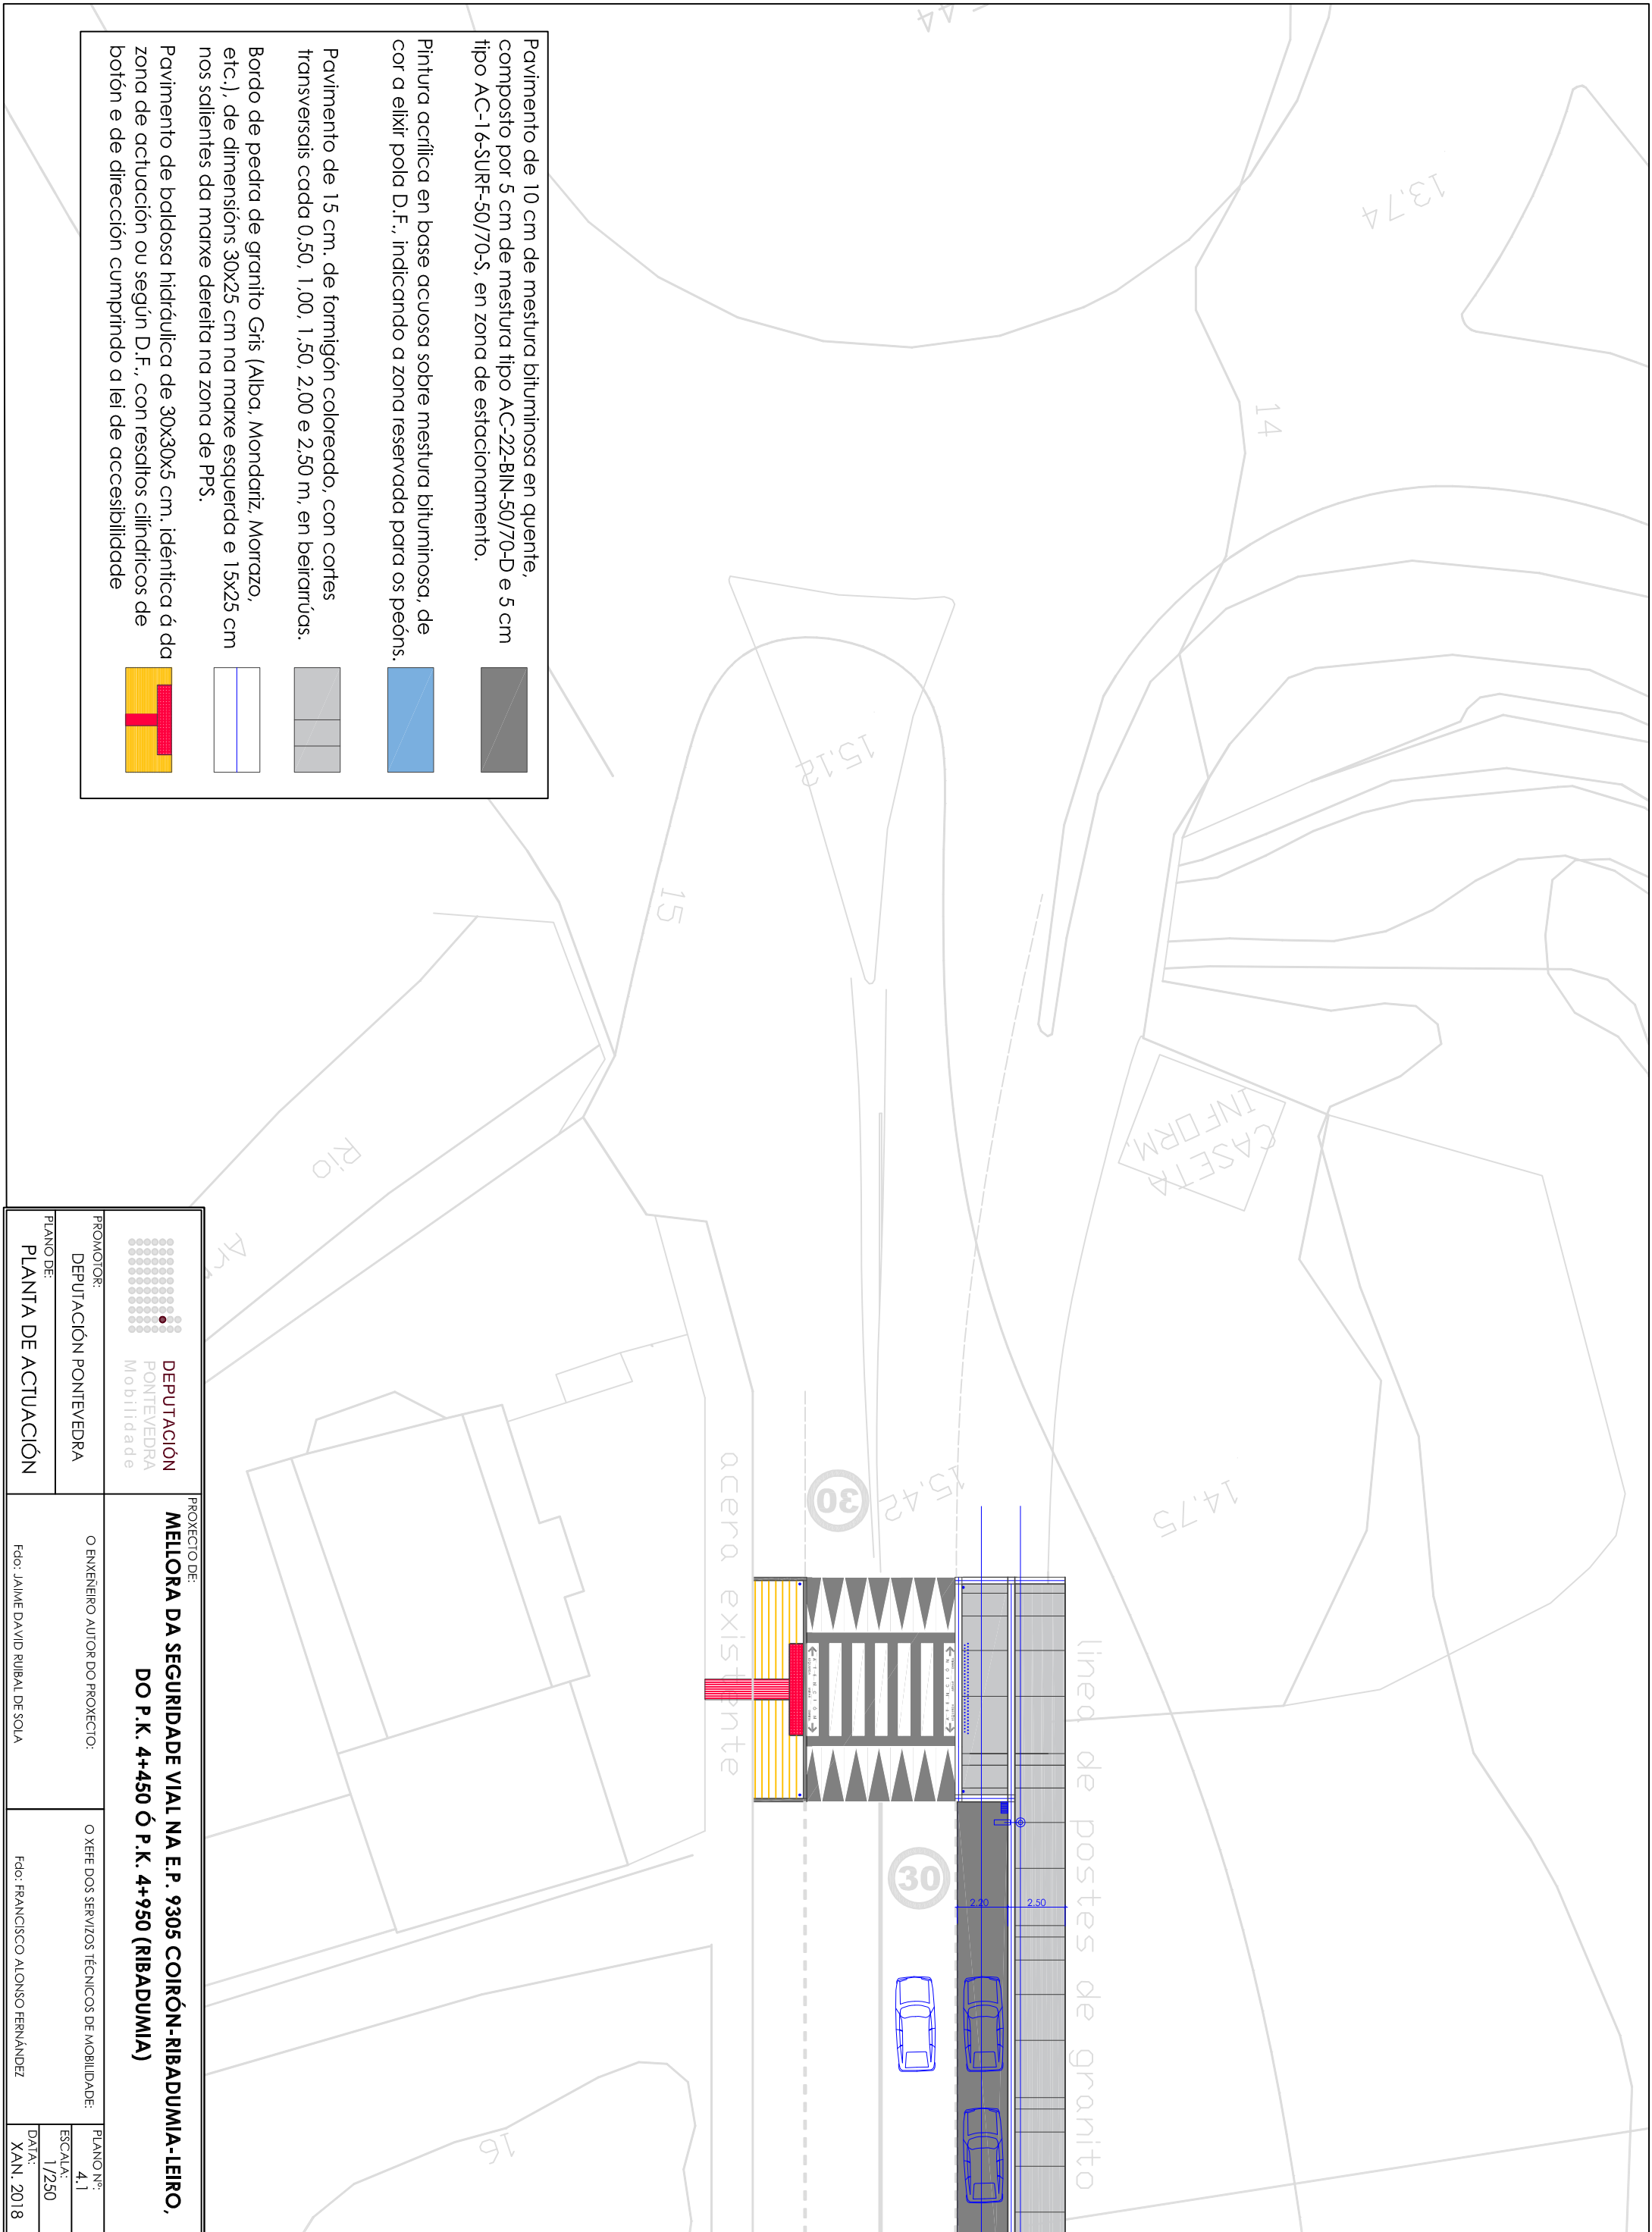 Pavimento de 10 cm de mestura bituminosa en quente,
composto por 5 cm de mestura tipo AC-22-BIN-50/70-D e 5 cm
tipo AC-16-SURF-50/70-S, en zona de estacionamento.
Pintura acrílica en base acuosa sobre mestura bituminosa, de
cor a elixir pola D.F., indicando a zona reservada para os peóns.
Pavimento de 15 cm. de formigón coloreado, con cortes
transversais cada 0,50, 1,00, 1,50, 2,00 e 2,50 m, en beirarrúas.
Bordo de pedra de granito Gris (Alba, Mondariz, Morrazo,
etc.), de dimensións 30x25 cm na marxe esquerda e 15x25 cm
nos salientes da marxe dereita na zona de PPS.
Pavimento de baldosa hidráulica de 30x30x5 cm. idéntica á da
zona de actuación ou según D.F., con resaltos cilíndricos de
botón e de dirección cumprindo a lei de accesibilidade
13,74
14
15,12
15
CASETA
INFORM.
RIO
15,42
14,75
30
30
acera existente
linea de postes de granito
2.20
2.50
16
DEPUTACIÓN
PONTEVEDRA
Mobilidade
PROMOTOR:
DEPUTACIÓN PONTEVEDRA
PLANO DE:
PLANTA DE ACTUACIÓN
PROXECTO DE:
MELLORA DA SEGURIDADE VIAL NA E.P. 9305 COIRÓN-RIBADUMIA-LEIRO,
DO P.K. 4+450 Ó P.K. 4+950 (RIBADUMIA)
O ENXEÑEIRO AUTOR DO PROXECTO:
Fdo: JAIME DAVID RUIBAL DE SOLA
O XEFE DOS SERVIZOS TÉCNICOS DE MOBILIDADE:
Fdo: FRANCISCO ALONSO FERNÁNDEZ
PLANO Nº:
4.1
ESCALA:
1/250
DATA:
XAN. 2018